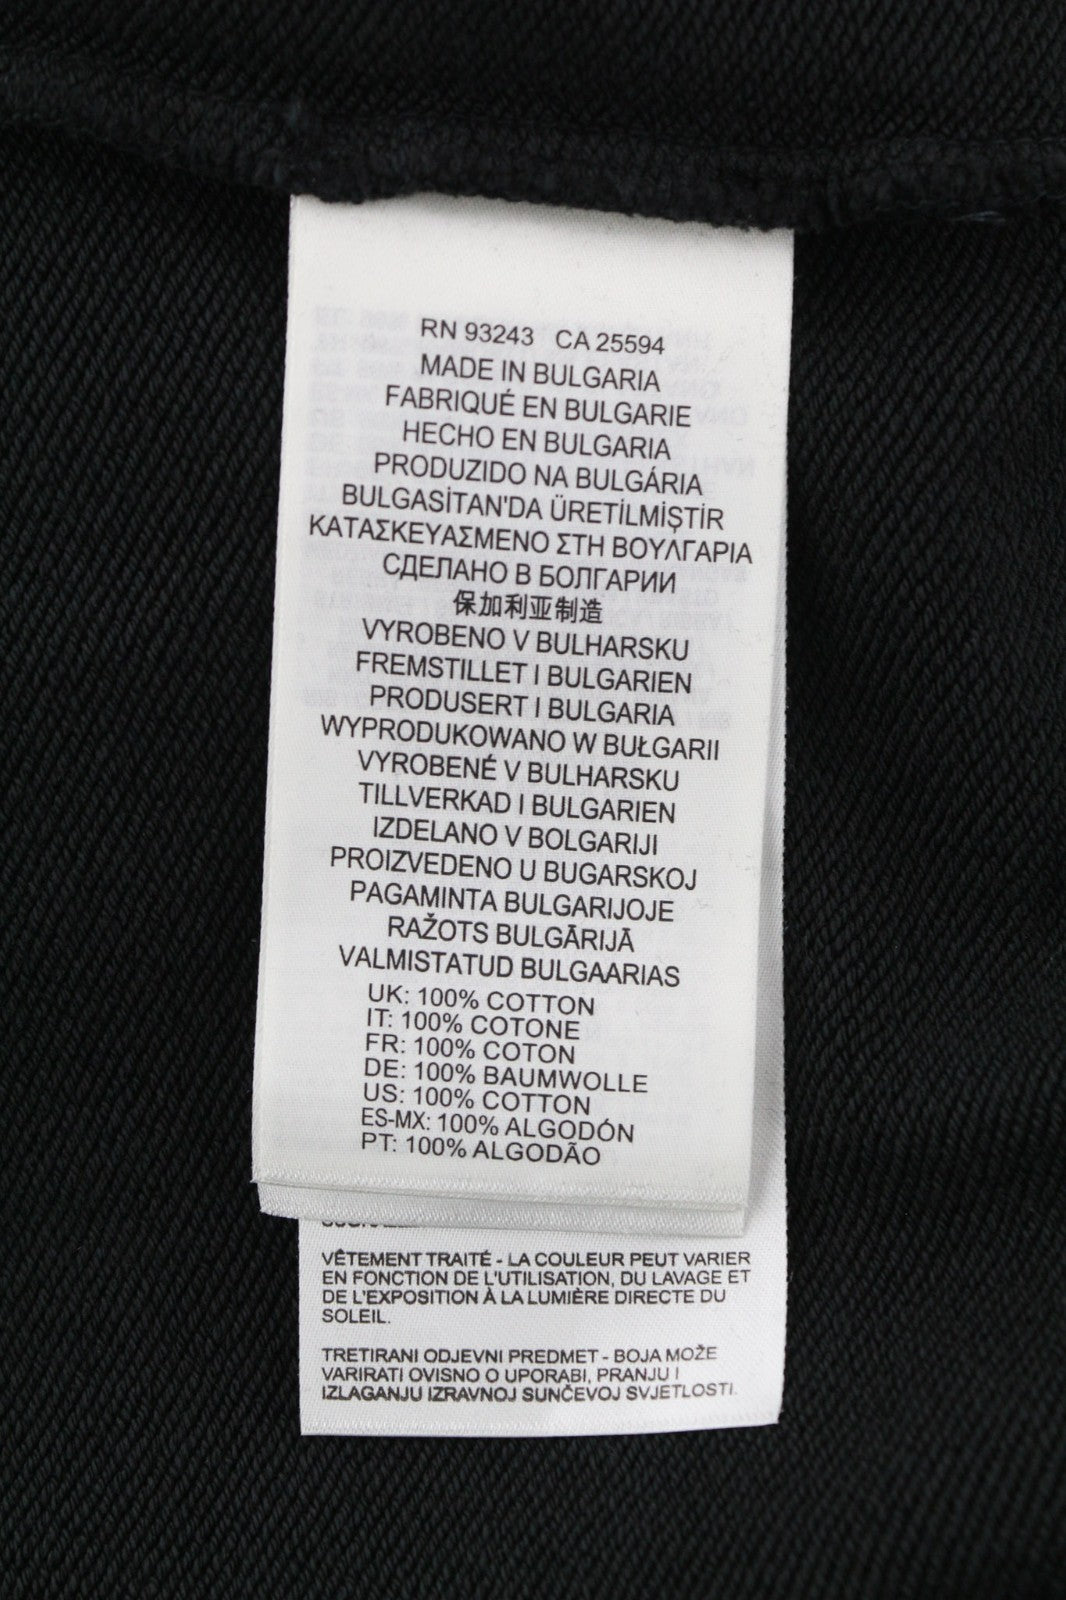 RN 93243 CA 25594
MADE IN BULGARIA
FABRIQUÉ EN BULGARIE
HECHO EN BULGARIA
PRODUZIDO NA BULGÁRIA
BULGASİTAN'DA ÜRETİLMİŞTİR
ΚΑΤΑΣΚΕΥΑΣΜΕΝΟ ΣΤΗ ΒΟΥΛΓΑΡΙΑ
СДЕЛАНО В БОЛГАРИИ
保加利亚制造
VYROBENO V BULHARSKU
FREMSTILLET I BULGARIEN
PRODUSERT I BULGARIA
WYPRODUKOWANO W BUŁGARII
VYROBENÉ V BULHARSKU
TILLVERKAD I BULGARIEN
IZDELANO V BOLGARIJI
PROIZVEDENO U BUGARSKOJ
PAGAMINTA BULGARIJOJE
RAŽOTS BULGĀRIJĀ
VALMISTATUD BULGAARIAS
UK: 100% COTTON
IT: 100% COTONE
FR: 100% COTON
DE: 100% BAUMWOLLE
US: 100% COTTON
ES-MX: 100% ALGODÓN
PT: 100% ALGODÃO
VÊTEMENT TRAITÉ - LA COULEUR PEUT VARIER
EN FONCTION DE L'UTILISATION, DU LAVAGE ET
DE L'EXPOSITION À LA LUMIÈRE DIRECTE DU
SOLEIL.
TRETIRANI ODJEVNI PREDMET - BOJA MOŽE
VARIRATI OVISNO O UPORABI, PRANJU I
IZLAGANJU IZRAVNOJ SUNČEVOJ SVJETLOSTI.